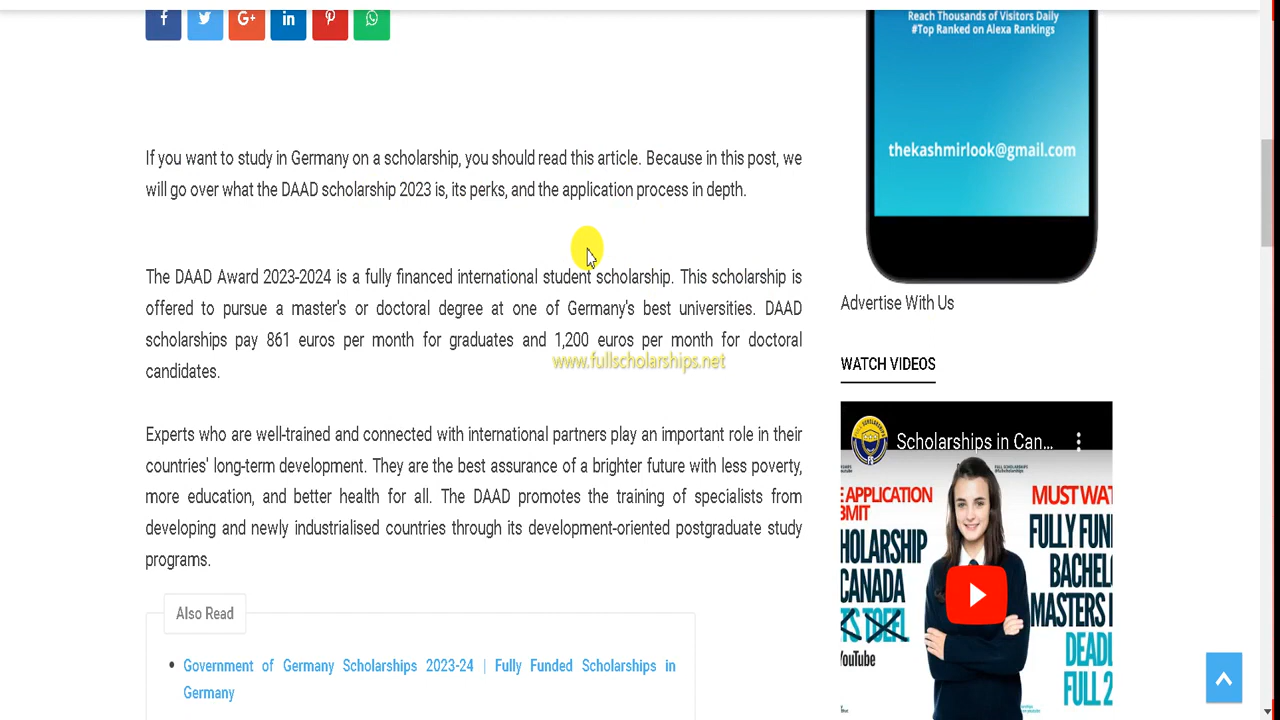 Reach Thousands of Visitors Daily
#Top Ranked on Alexa Rankings
thekashmirlook@gmail.com
Advertise With Us
WATCH VIDEOS
If you want to study in Germany on a scholarship, you should read this article. Because in this post, we
will go over what the DAAD scholarship 2023 is, its perks, and the application process in depth.
The DAAD Award 2023-2024 is a fully financed international student scholarship. This scholarship is
offered to pursue a master's or doctoral degree at one of Germany's best universities. DAAD
scholarships pay 861 euros per month for graduates and 1,200 euros per month for doctoral
www.fullscholarships.net
candidates.
Experts who are well-trained and connected with international partners play an important role in their
countries' long-term development. They are the best assurance of a brighter future with less poverty,
more education, and better health for all. The DAAD promotes the training of specialists from
developing and newly industrialised countries through its development-oriented postgraduate study
programs.
Also Read
Government of Germany Scholarships 2023-24 | Fully Funded Scholarships in
Germany
Scholarships in Can...
E APPLICATION
BMIT
HOLARSHIP
CANADA
TS TOEFL
YouTube
MUST WAT
FULLY FUN
BACHEL
MASTERS
DEADL
FULL 2